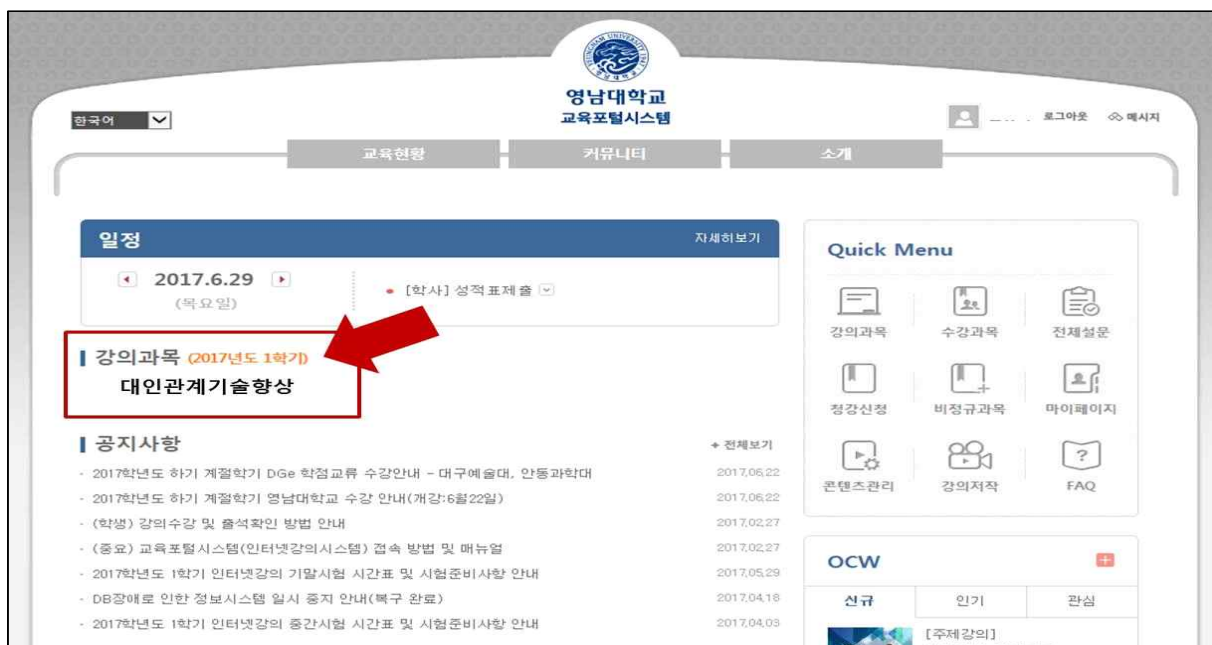 영남대학교
교육포털시스템
한국어
로그아웃 메시지
교육현황 커뮤니티 소개
일정 자세히보기
2017.6.29
(목요일)
[학사] 성적표제출
강의과목 (2017년도 1학기)
대인관계기술향상
공지사항 + 전체보기
· 2017학년도 하기 계절학기 DGe 학점교류 수강안내 - 대구예술대, 안동과학대 2017.06.22
· 2017학년도 하기 계절학기 영남대학교 수강 안내(개강:6월22일) 2017.06.22
· (학생) 강의수강 및 출석확인 방법 안내 2017.02.27
· (중요) 교육포털시스템(인터넷강의시스템) 접속 방법 및 매뉴얼 2017.02.27
· 2017학년도 1학기 인터넷강의 기말시험 시간표 및 시험준비사항 안내 2017.05.29
· DB장애로 인한 정보시스템 일시 중지 안내(복구 완료) 2017.04.18
· 2017학년도 1학기 인터넷강의 중간시험 시간표 및 시험준비사항 안내 2017.04.03
Quick Menu
강의과목 수강과목 전체설문
청강신청 비정규과목 마이페이지
콘텐츠관리 강의저작 FAQ
OCW
신규 인기 관심
[주제강의]